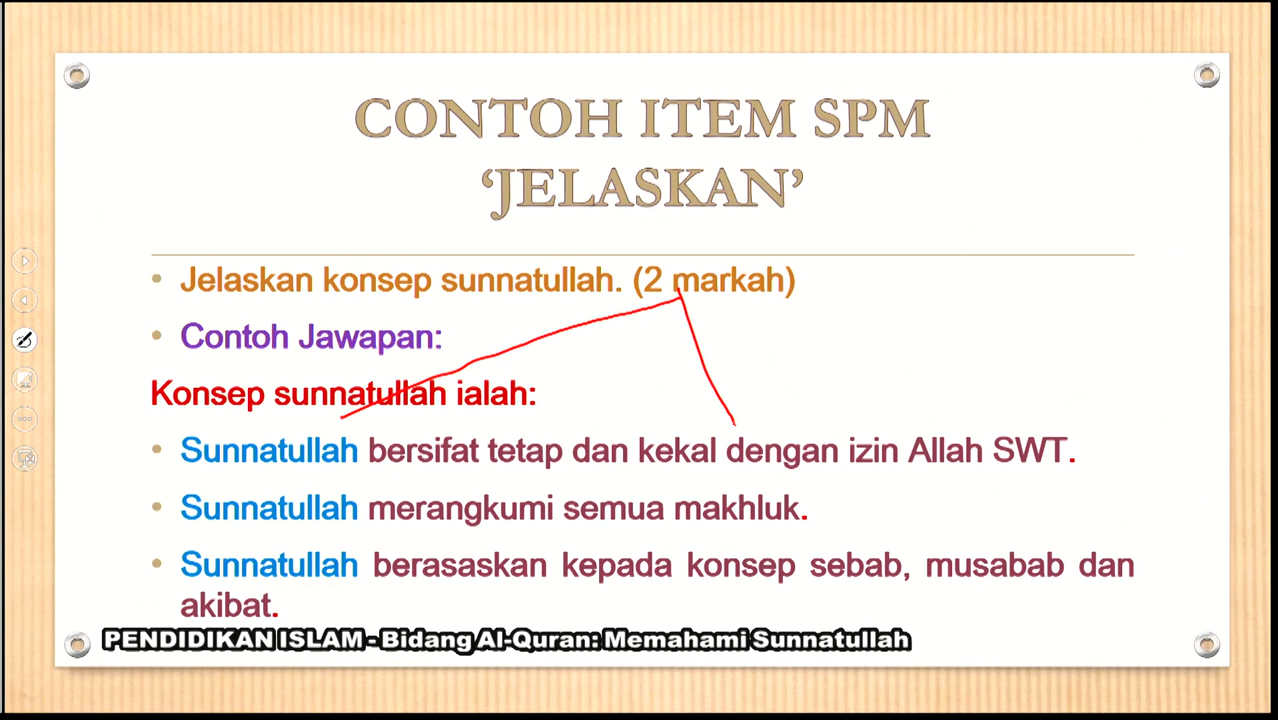 CONTOH ITEM SPM
‘JELASKAN’
• Jelaskan konsep sunnatullah. (2 markah)
• Contoh Jawapan:
Konsep sunnatullah ialah:
• Sunnatullah bersifat tetap dan kekal dengan izin Allah SWT.
• Sunnatullah merangkumi semua makhluk.
• Sunnatullah berasaskan kepada konsep sebab, musabab dan
akibat.
PENDIDIKAN ISLAM - Bidang Al-Quran: Memahami Sunnatullah